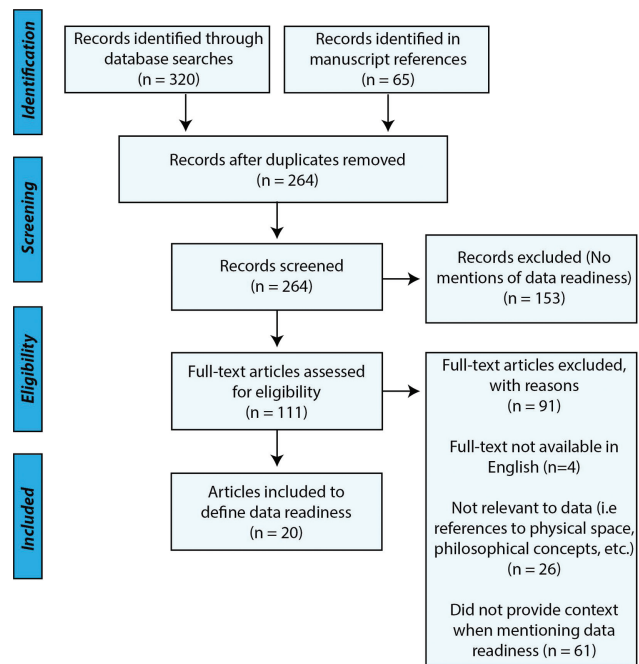 Identification
Records identified through
database searches
(n = 320)
Records identified in
manuscript references
(n = 65)
Records after duplicates removed
(n = 264)
Screening
Records screened
(n = 264)
Records excluded (No
mentions of data readiness)
(n = 153)
Eligibility
Full-text articles assessed
for eligibility
(n = 111)
Full-text articles excluded,
with reasons
(n = 91)
Full-text not available in
English (n=4)
Not relevant to data (i.e
references to physical space,
philosophical concepts, etc.)
(n = 26)
Did not provide context
when mentioning data
readiness (n = 61)
Included
Articles included to
define data readiness
(n = 20)